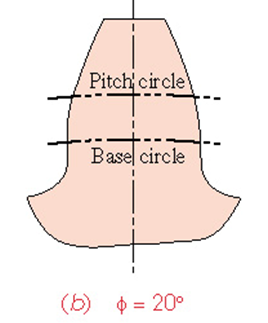 Pitch circle
Base circle
(b) ϕ = 20°